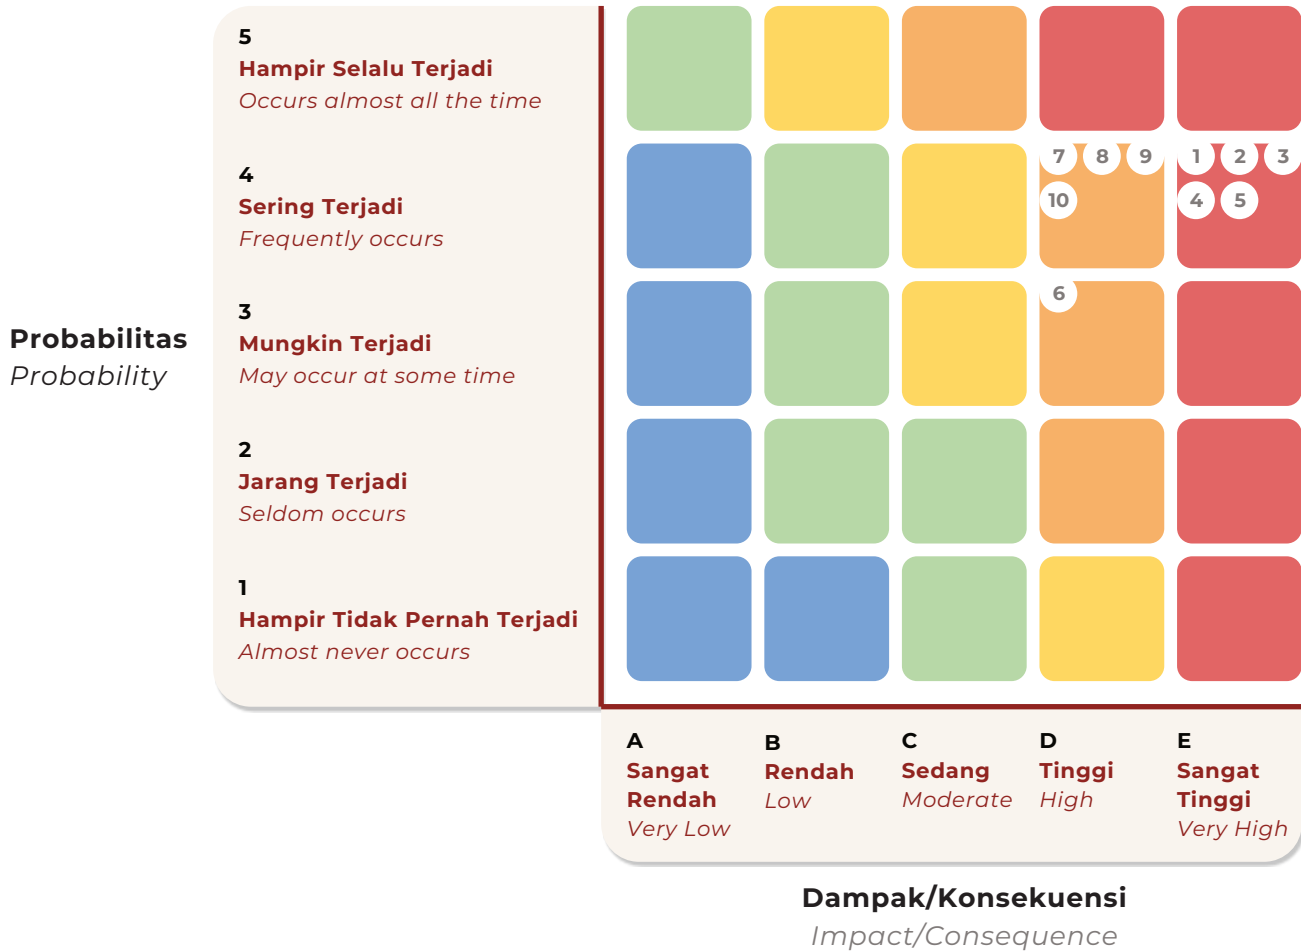 5
Hampir Selalu Terjadi
Occurs almost all the time
4
Sering Terjadi
Frequently occurs
3
Mungkin Terjadi
May occur at some time
2
Jarang Terjadi
Seldom occurs
1
Hampir Tidak Pernah Terjadi
Almost never occurs
Probabilitas
Probability
7 8 9
10
1 2 3
4 5
6
A
Sangat
Rendah
Very Low
B
Rendah
Low
C
Sedang
Moderate
D
Tinggi
High
E
Sangat
Tinggi
Very High
Dampak/Konsekuensi
Impact/Consequence